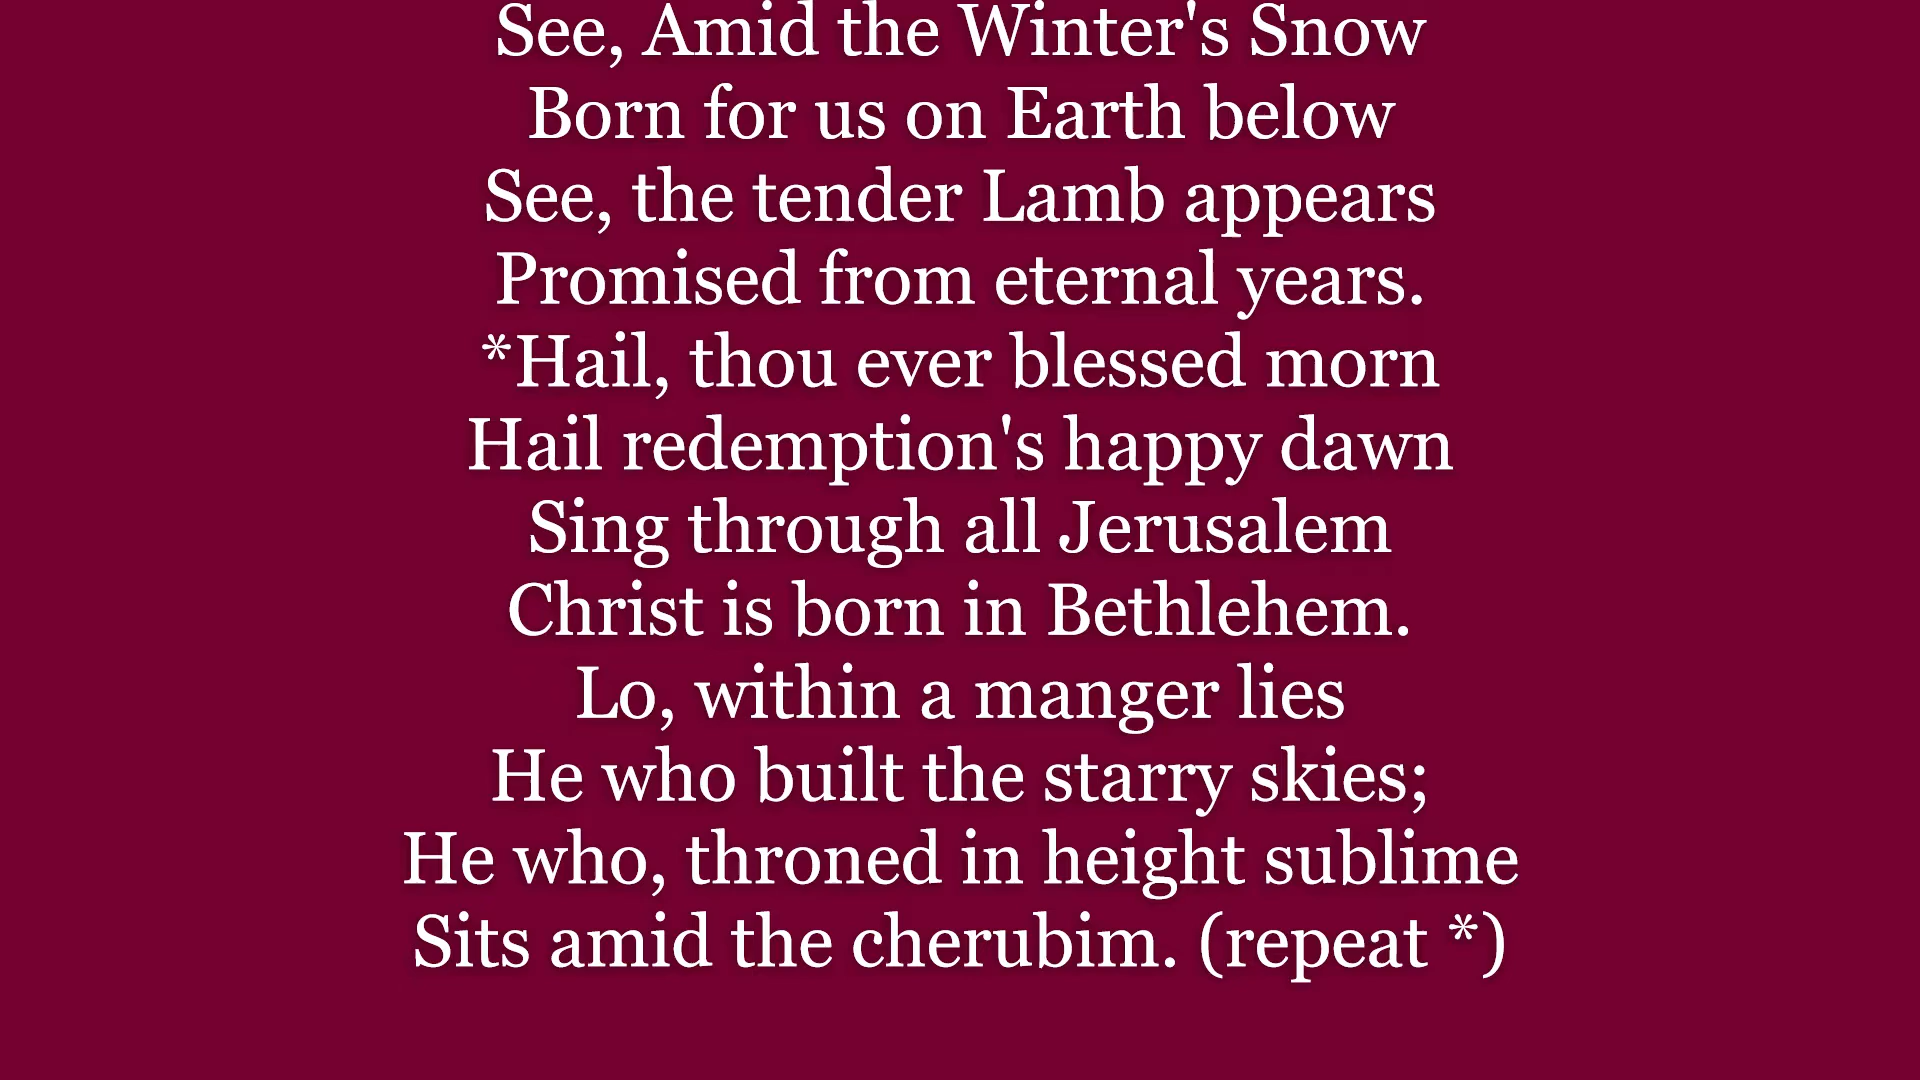 See, Amid the Winter's Snow
Born for us on Earth below
See, the tender Lamb appears
Promised from eternal years.
*Hail, thou ever blessed morn
Hail redemption's happy dawn
Sing through all Jerusalem
Christ is born in Bethlehem.
Lo, within a manger lies
He who built the starry skies;
He who, throned in height sublime
Sits amid the cherubim. (repeat *)